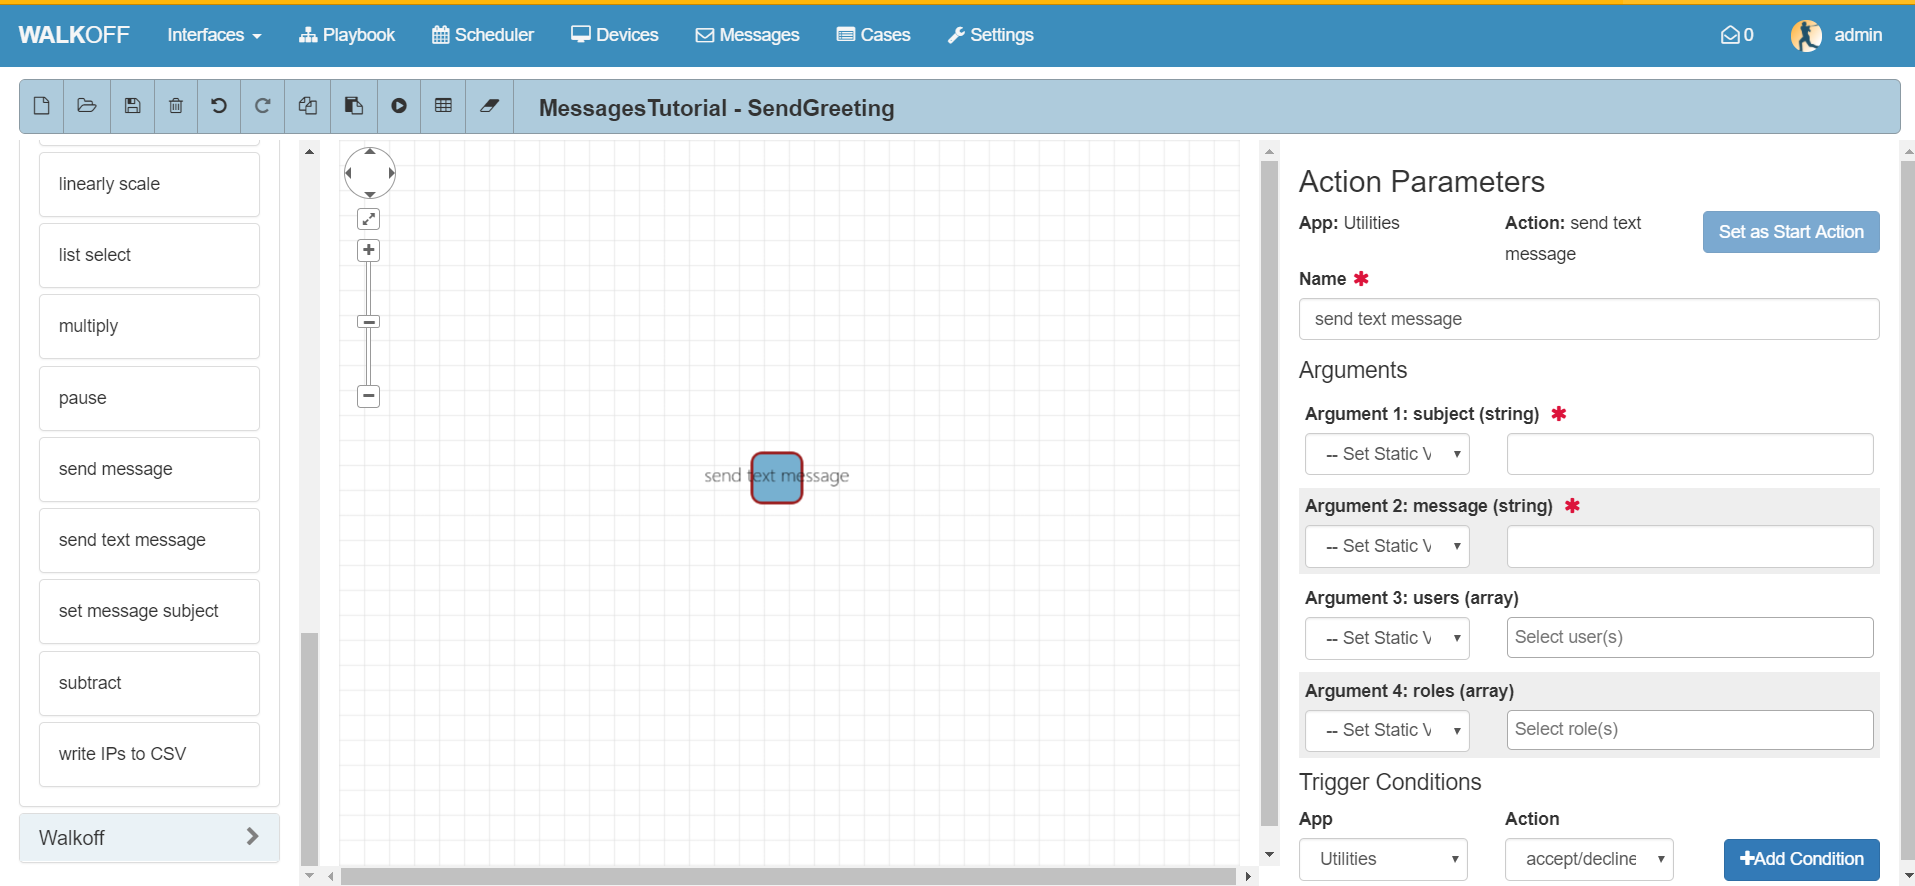 WALKOFF Interfaces Playbook Scheduler Devices Messages Cases Settings 0 admin
MessagesTutorial - SendGreeting
linearly scale
list select
multiply
pause
send message
send text message
set message subject
subtract
write IPs to CSV
Walkoff
send text message
Action Parameters
App: Utilities
Action: send text
message
Set as Start Action
Name *
send text message
Arguments
Argument 1: subject (string) *
-- Set Static V
Argument 2: message (string) *
-- Set Static V
Argument 3: users (array)
-- Set Static V Select user(s)
Argument 4: roles (array)
-- Set Static V Select role(s)
Trigger Conditions
App Action
Utilities accept/decline +Add Condition